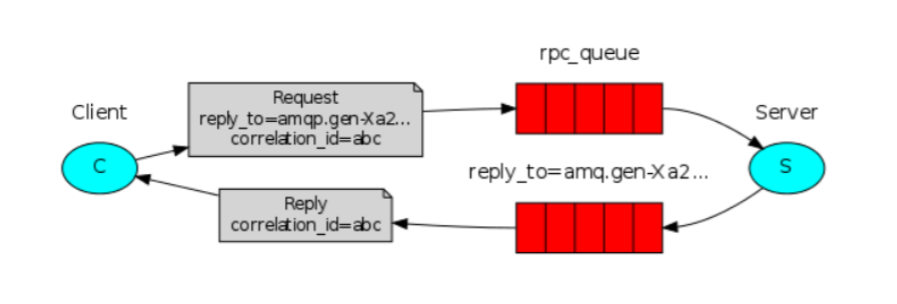 rpc_queue
Client
Request
reply_to=amqp.gen-Xa2...
correlation_id=abc
Server
C
S
reply_to=amq.gen-Xa2...
Reply
correlation_id=abc